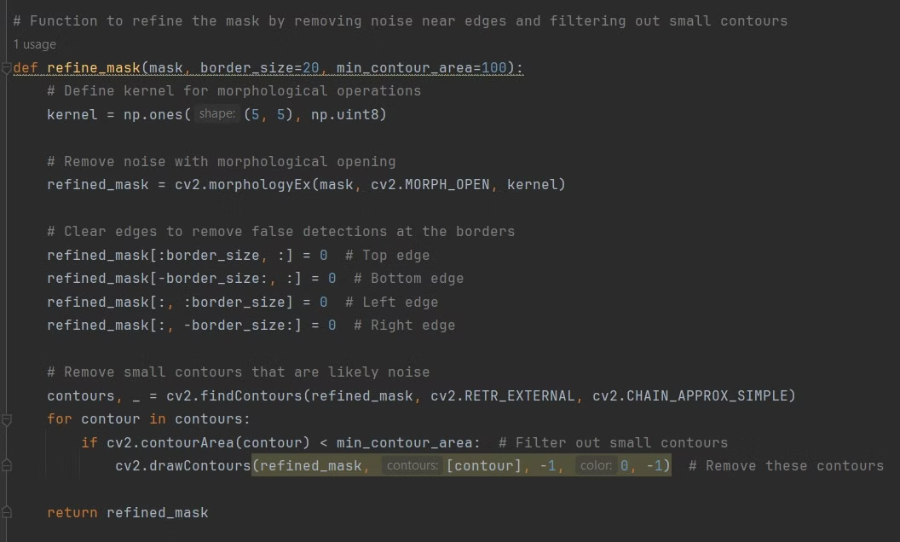 # Function to refine the mask by removing noise near edges and filtering out small contours
1 usage
def refine_mask(mask, border_size=20, min_contour_area=100):
    # Define kernel for morphological operations
    kernel = np.ones( shape: (5, 5), np.uint8)

    # Remove noise with morphological opening
    refined_mask = cv2.morphologyEx(mask, cv2.MORPH_OPEN, kernel)

    # Clear edges to remove false detections at the borders
    refined_mask[:border_size, :] = 0  # Top edge
    refined_mask[-border_size:, :] = 0  # Bottom edge
    refined_mask[:, :border_size] = 0  # Left edge
    refined_mask[:, -border_size:] = 0  # Right edge

    # Remove small contours that are likely noise
    contours, _ = cv2.findContours(refined_mask, cv2.RETR_EXTERNAL, cv2.CHAIN_APPROX_SIMPLE)
    for contour in contours:
        if cv2.contourArea(contour) < min_contour_area:  # Filter out small contours
            cv2.drawContours(refined_mask, contours: [contour], -1, color: 0, -1)  # Remove these contours

    return refined_mask